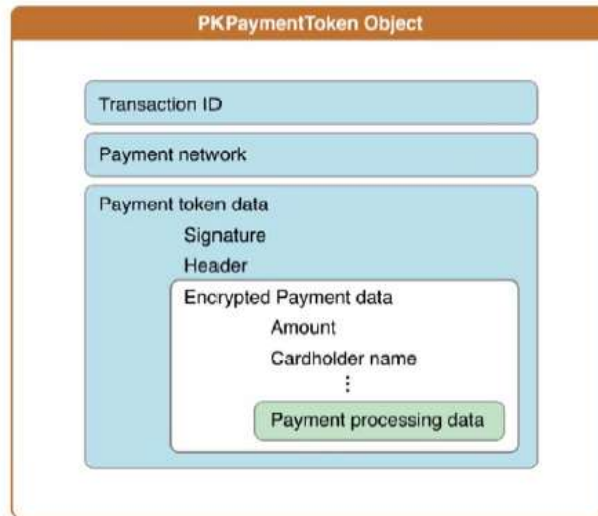 PKPaymentToken Object
Transaction ID
Payment network
Payment token data
Signature
Header
Encrypted Payment data
Amount
Cardholder name
⋮
Payment processing data